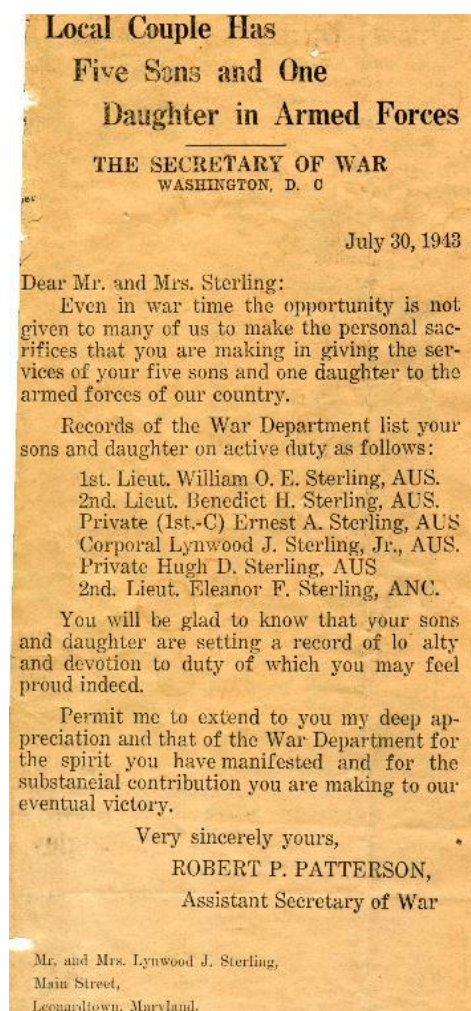 Local Couple Has
Five Sons and One
Daughter in Armed Forces
THE SECRETARY OF WAR
WASHINGTON, D. C
July 30, 1943
Dear Mr. and Mrs. Sterling:
Even in war time the opportunity is not
given to many of us to make the personal sac-
rifices that you are making in giving the ser-
vices of your five sons and one daughter to the
armed forces of our country.
Records of the War Department list your
sons and daughter on active duty as follows:
1st. Lieut. William O. E. Sterling, AUS.
2nd. Lieut. Benedict H. Sterling, AUS.
Private (1st.-C) Ernest A. Sterling, AUS
Corporal Lynwood J. Sterling, Jr., AUS.
Private Hugh D. Sterling, AUS
2nd. Lieut. Eleanor F. Sterling, ANC.
You will be glad to know that your sons
and daughter are setting a record of lo alty
and devotion to duty of which you may feel
proud indeed.
Permit me to extend to you my deep ap-
preciation and that of the War Department for
the spirit you have manifested and for the
substancial contribution you are making to our
eventual victory.
Very sincerely yours,
ROBERT P. PATTERSON,
Assistant Secretary of War
Mr. and Mrs. Lynwood J. Sterling,
Main Street,
Leonardtown, Maryland.